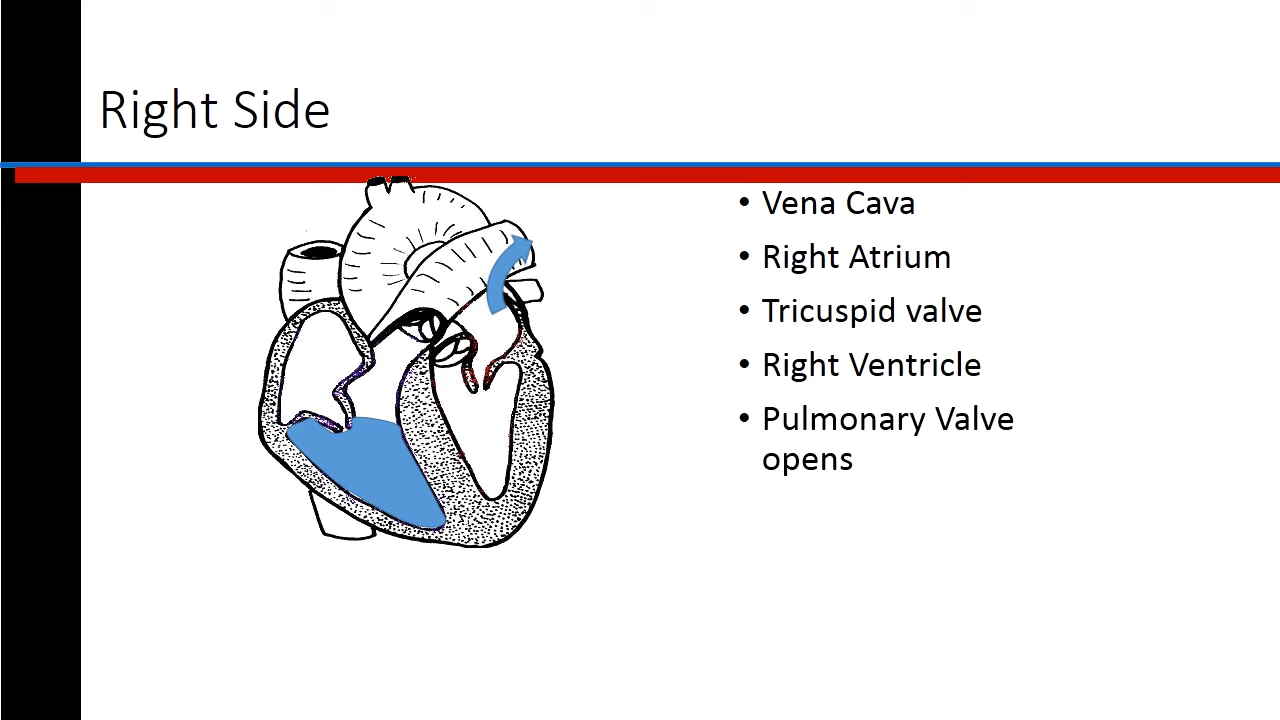 Right Side
• Vena Cava
• Right Atrium
• Tricuspid valve
• Right Ventricle
• Pulmonary Valve
opens